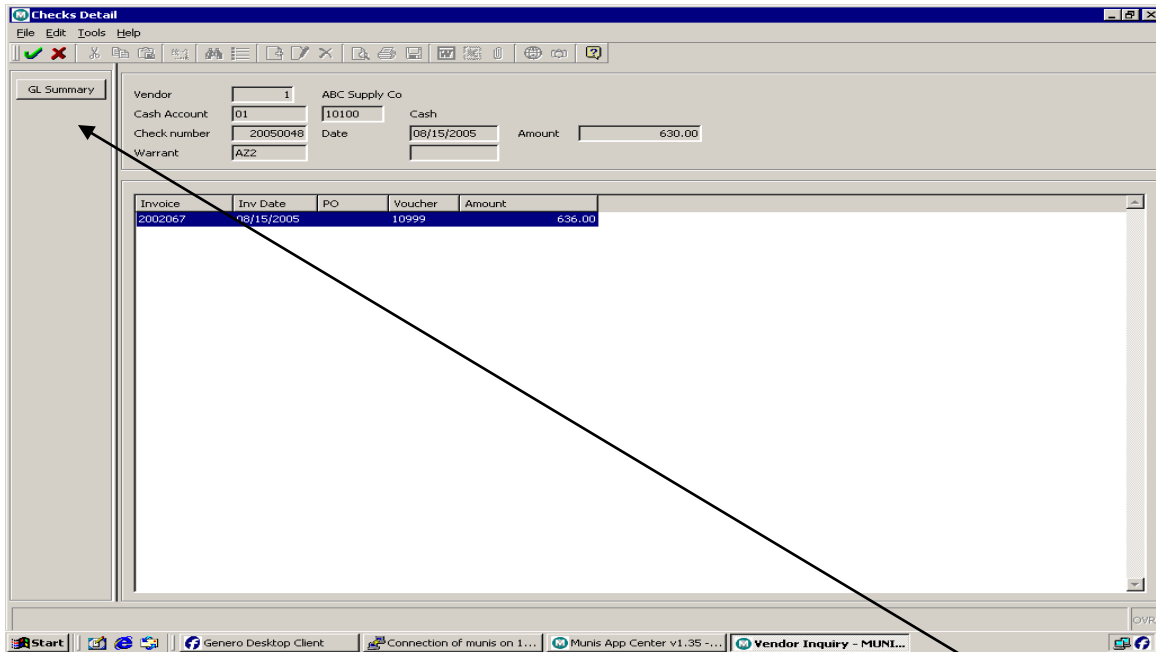 Checks Detail
File Edit Tools Help
GL Summary
Vendor 1 ABC Supply Co
Cash Account 01 10100 Cash
Check number 20050048 Date 08/15/2005 Amount 630.00
Warrant AZ2
Invoice Inv Date PO Voucher Amount
2002067 08/15/2005 10999 636.00
OVR
Start Genero Desktop Client Connection of munis on 1... Munis App Center v1.35 -... Vendor Inquiry - MUNI...